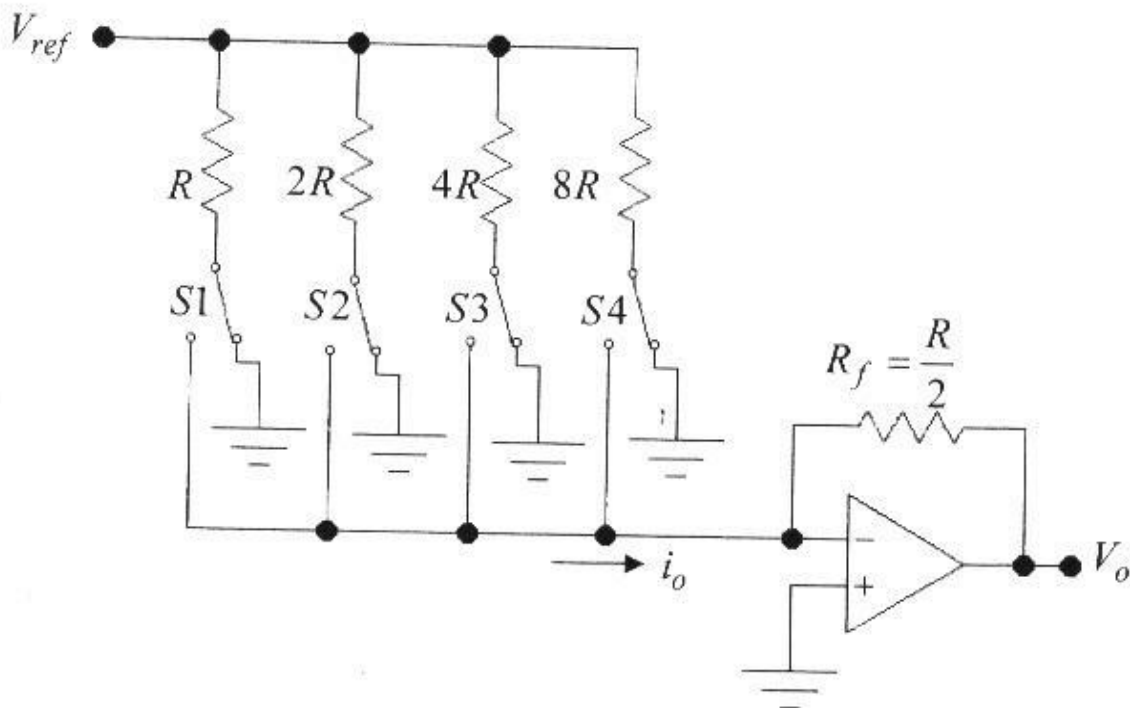 V_ref
R
2R
4R
8R
S1
S2
S3
S4
R_f = R/2
i_o
−
+
V_o